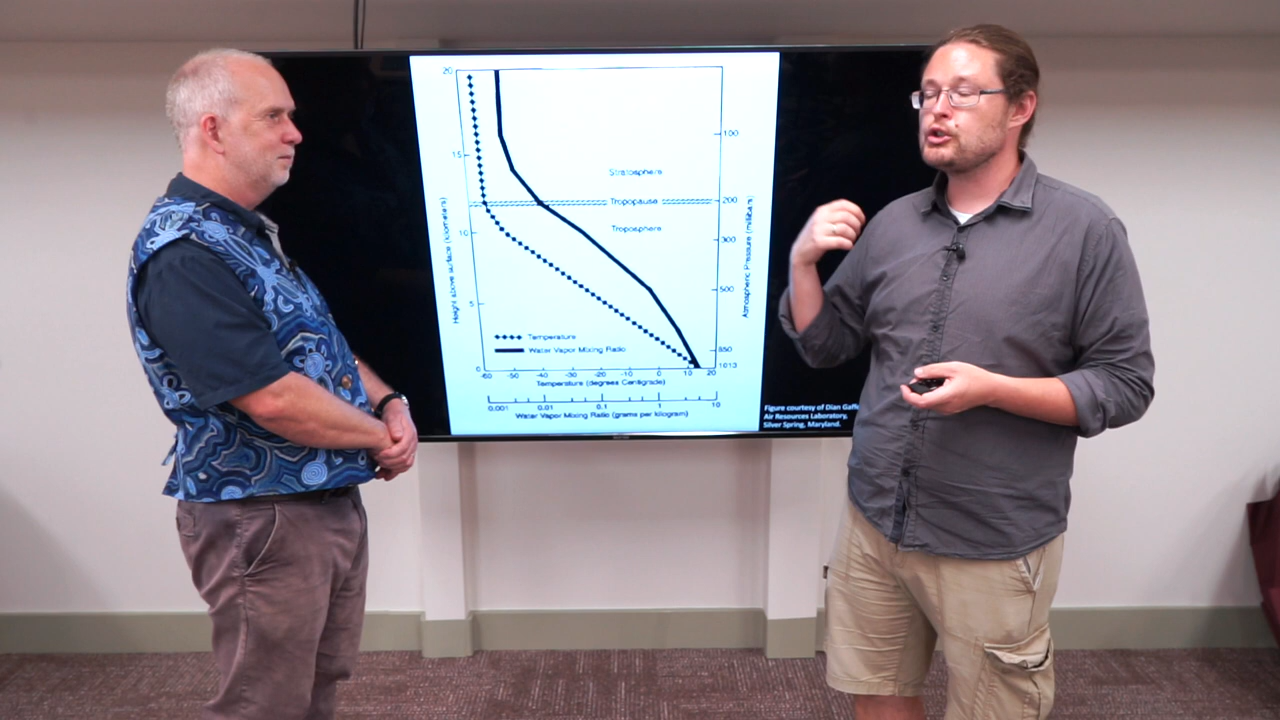 20
15
10
5
0
Height above surface (kilometers)
Stratosphere
Tropopause
Troposphere
100
200
300
500
850
1013
Atmospheric Pressure (millibars)
Temperature
Water Vapor Mixing Ratio
-60 -50 -40 -30 -20 -10 0 10 20
Temperature (degrees Centigrade)
0.001 0.01 0.1 1 10
Water Vapor Mixing Ratio (grams per kilogram)
Figure courtesy of Dian
Air Resources Laboratory,
Silver Spring, Maryland.